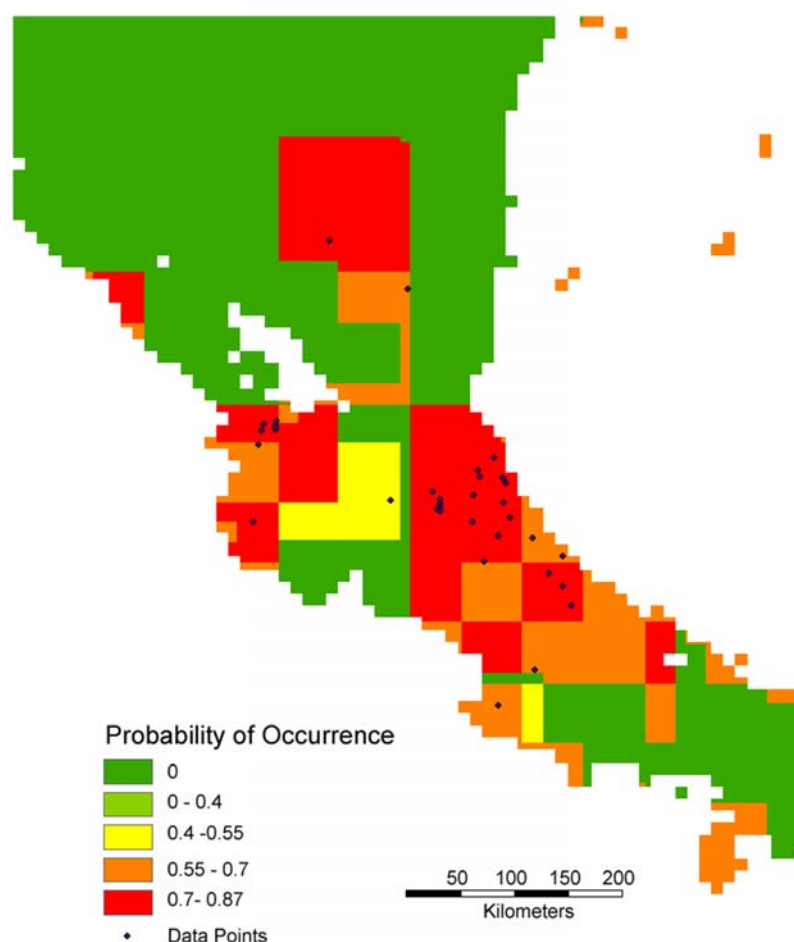 Probability of Occurrence
0
0 - 0.4
0.4 -0.55
0.55 - 0.7
0.7- 0.87
Data Points
50 100 150 200
Kilometers